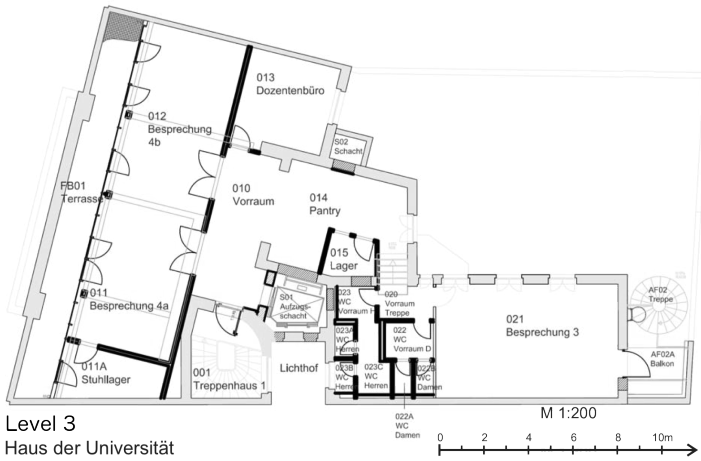 013
Dozentenbüro
012
Besprechung
4b
S02
Schacht
FB01
Terrasse
010
Vorraum
014
Pantry
015
Lager
011
Besprechung 4a
S01
Aufzugs-
schacht
023
WC
Vorraum H
020
Vorraum
Treppe
AF02
Treppe
021
Besprechung 3
023A
WC
Herren
022
WC
Vorraum D
011A
Stuhllager
001
Treppenhaus 1
Lichthof
023B
WC
Herren
023C
WC
Herren
022B
WC
Damen
AF02A
Balkon
022A
WC
Damen
M 1:200
Level 3
Haus der Universität
0 2 4 6 8 10m